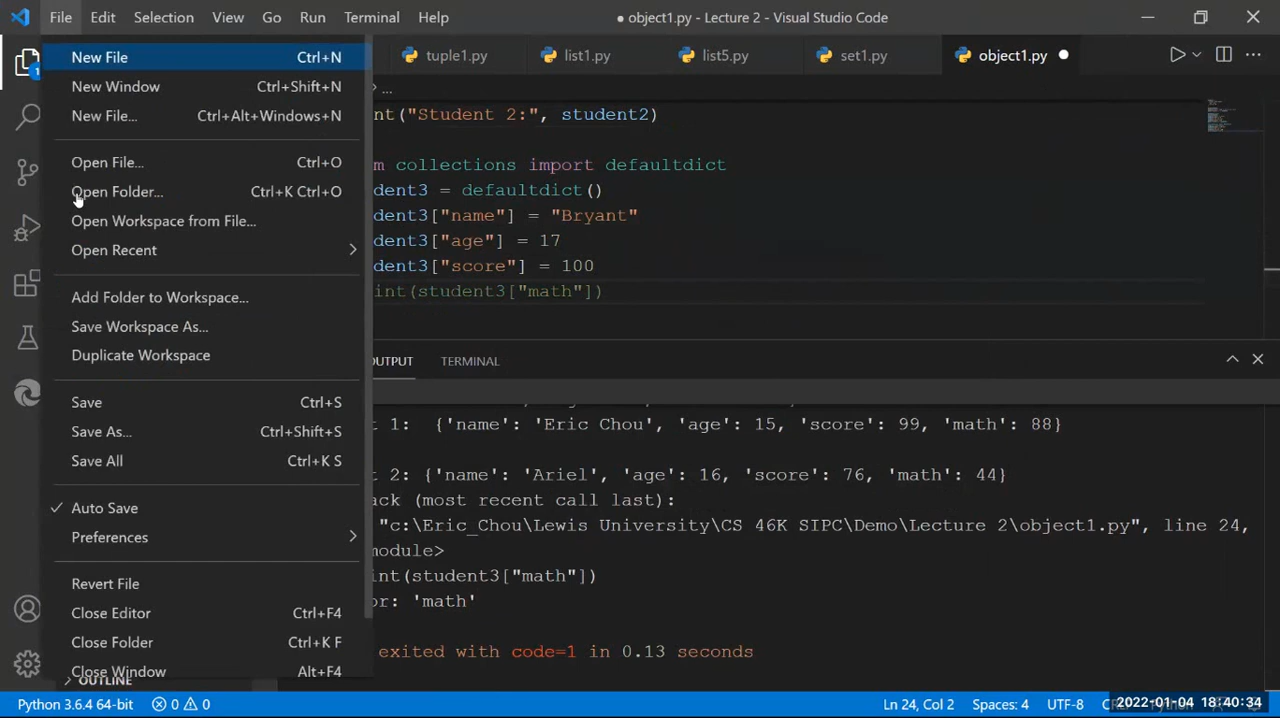 File Edit Selection View Go Run Terminal Help
● object1.py - Lecture 2 - Visual Studio Code
tuple1.py list1.py list5.py set1.py object1.py
1
New File Ctrl+N
New Window Ctrl+Shift+N
New File... Ctrl+Alt+Windows+N
Open File... Ctrl+O
Open Folder... Ctrl+K Ctrl+O
Open Workspace from File...
Open Recent
Add Folder to Workspace...
Save Workspace As...
Duplicate Workspace
Save Ctrl+S
Save As... Ctrl+Shift+S
Save All Ctrl+K S
Auto Save
Preferences
Revert File
Close Editor Ctrl+F4
Close Folder Ctrl+K F
Close Window Alt+F4
OUTLINE
> ...
nt("Student 2:", student2)
m collections import defaultdict
dent3 = defaultdict()
dent3["name"] = "Bryant"
dent3["age"] = 17
dent3["score"] = 100
int(student3["math"])
OUTPUT TERMINAL
t 1:  {'name': 'Eric Chou', 'age': 15, 'score': 99, 'math': 88}
t 2: {'name': 'Ariel', 'age': 16, 'score': 76, 'math': 44}
ack (most recent call last):
"c:\Eric_Chou\Lewis University\CS 46K SIPC\Demo\Lecture 2\object1.py", line 24,
module>
int(student3["math"])
or: 'math'
exited with code=1 in 0.13 seconds
Python 3.6.4 64-bit 0 0 Ln 24, Col 2 Spaces: 4 UTF-8
2022-01-04 18:40:34